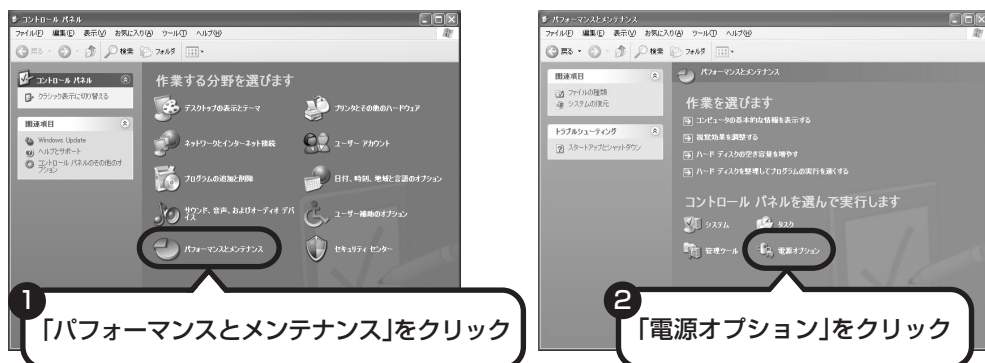 コントロール パネル
ファイル(F) 編集(E) 表示(V) お気に入り(A) ツール(T) ヘルプ(H)
戻る 検索 フォルダ
コントロール パネル
クラシック表示に切り替える
関連項目
Windows Update
ヘルプとサポート
コントロール パネルのその他のオプション
作業する分野を選びます
デスクトップの表示とテーマ
プリンタとその他のハードウェア
ネットワークとインターネット接続
ユーザー アカウント
プログラムの追加と削除
日付、時刻、地域と言語のオプション
サウンド、音声、およびオーディオ デバイス
ユーザー補助のオプション
パフォーマンスとメンテナンス
セキュリティ センター
1
「パフォーマンスとメンテナンス」をクリック
パフォーマンスとメンテナンス
ファイル(F) 編集(E) 表示(V) お気に入り(A) ツール(T) ヘルプ(H)
戻る 検索 フォルダ
関連項目
ファイルの種類
システムの復元
トラブルシューティング
スタートアップとシャットダウン
パフォーマンスとメンテナンス
作業を選びます
コンピュータの基本的な情報を表示する
視覚効果を調整する
ハード ディスクの空き容量を増やす
ハード ディスクを整理してプログラムの実行を速くする
コントロール パネルを選んで実行します
システム
タスク
管理ツール
電源オプション
2
「電源オプション」をクリック